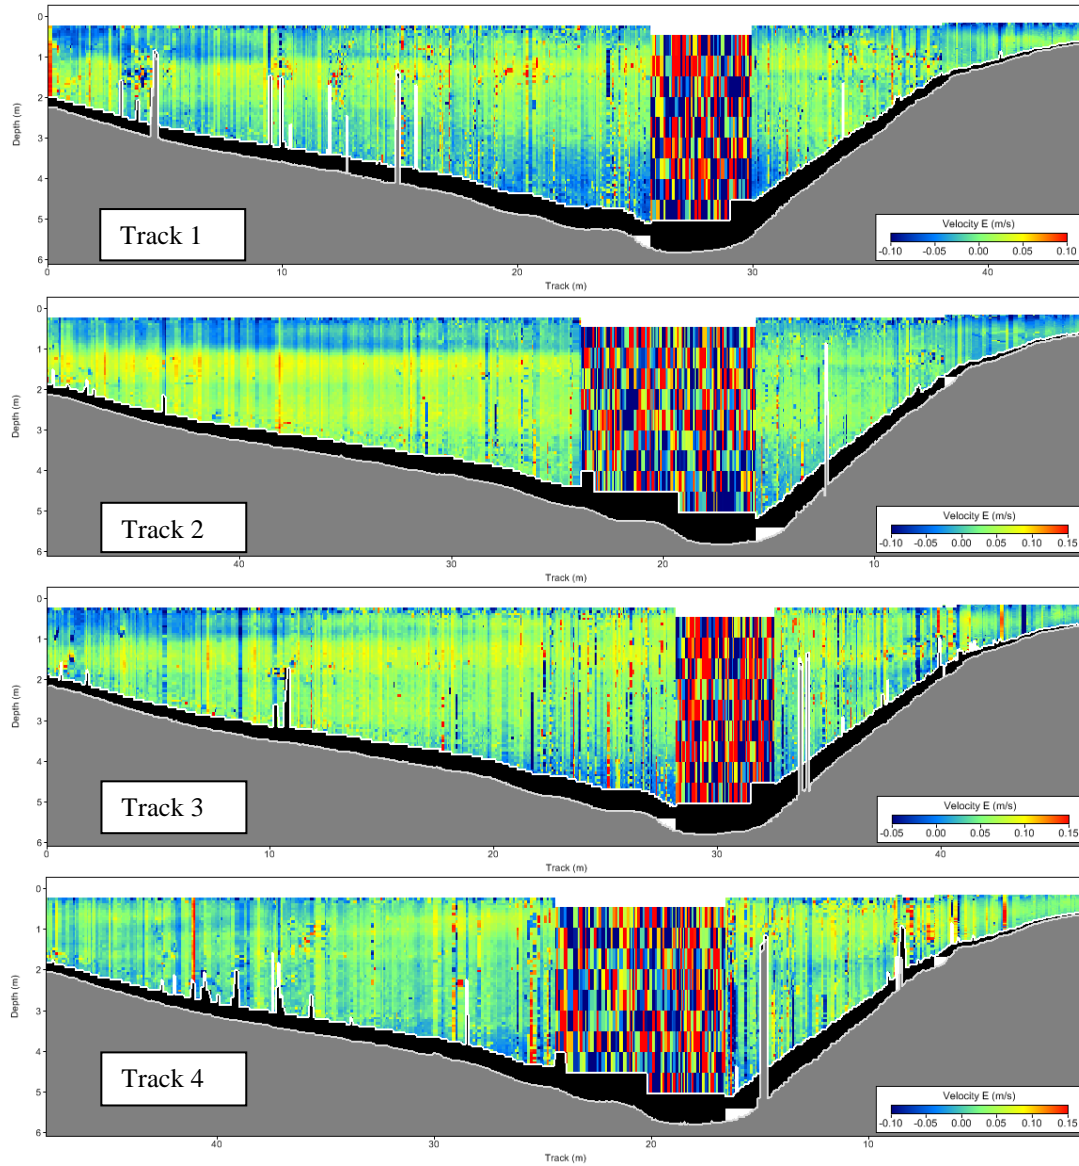 0
1
2
3
4
5
6
Depth (m)
Track 1
Velocity E (m/s)
-0.10 -0.05 0.00 0.05 0.10
0 10 20 30 40
Track (m)
0
1
2
3
4
5
6
Depth (m)
Track 2
Velocity E (m/s)
-0.10 -0.05 0.00 0.05 0.10 0.15
40 30 20 10
Track (m)
0
1
2
3
4
5
6
Depth (m)
Track 3
Velocity E (m/s)
-0.05 0.00 0.05 0.10 0.15
0 10 20 30 40
Track (m)
0
1
2
3
4
5
6
Depth (m)
Track 4
Velocity E (m/s)
-0.10 -0.05 0.00 0.05 0.10 0.15
40 30 20 10
Track (m)